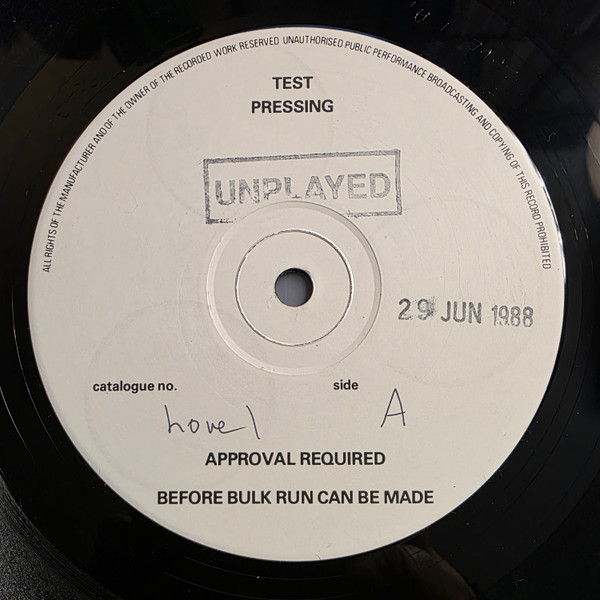 ALL RIGHTS OF THE MANUFACTURER AND OF THE OWNER OF THE RECORDED WORK RESERVED UNAUTHORISED PUBLIC PERFORMANCE BROADCASTING AND COPYING OF THIS RECORD PROHIBITED
TEST
PRESSING
UNPLAYED
29 JUN 1988
catalogue no. side
Love 1 A
APPROVAL REQUIRED
BEFORE BULK RUN CAN BE MADE